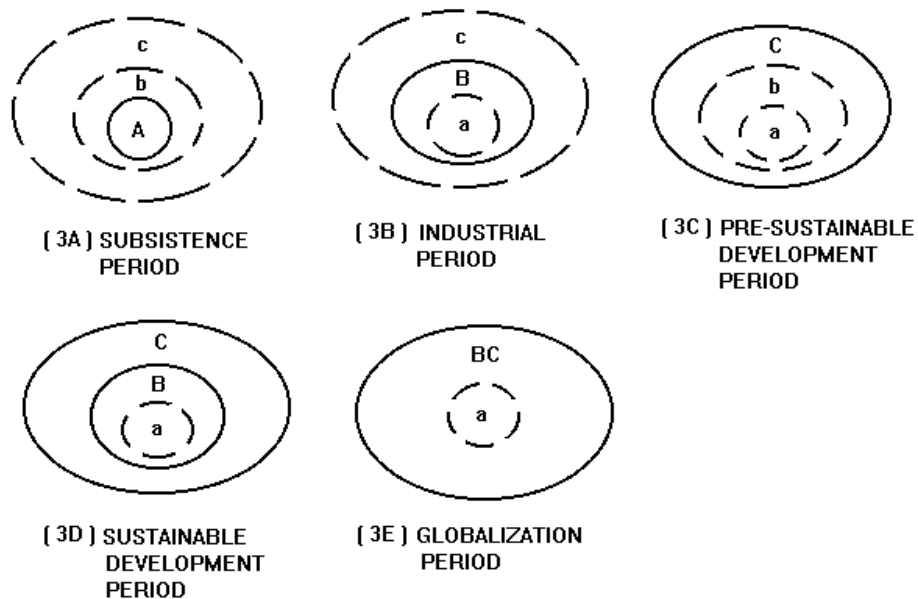 c
b
A
[ 3A ] SUBSISTENCE
PERIOD
c
B
a
[ 3B ] INDUSTRIAL
PERIOD
C
b
a
[ 3C ] PRE-SUSTAINABLE
DEVELOPMENT
PERIOD
C
B
a
[ 3D ] SUSTAINABLE
DEVELOPMENT
PERIOD
BC
a
[ 3E ] GLOBALIZATION
PERIOD